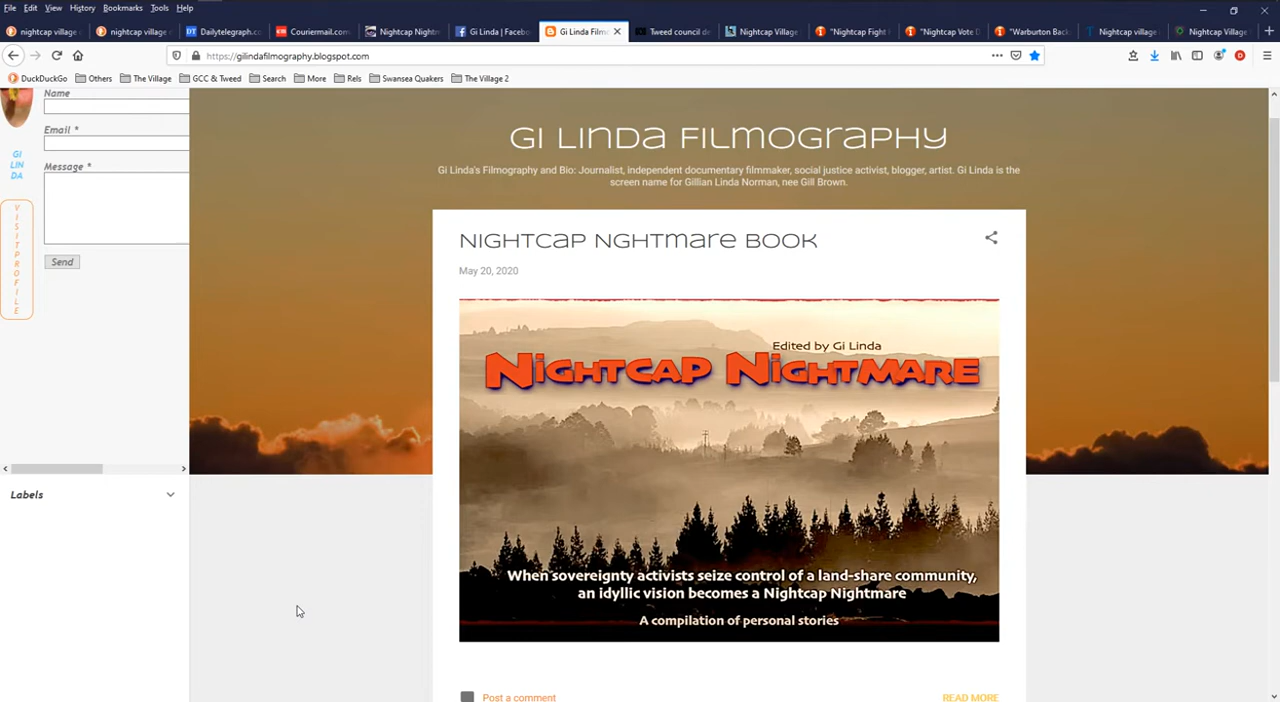 File Edit View History Bookmarks Tools Help
nightcap village
nightcap village
Dailytelegraph.co
Couriermail.com
Nightcap Nightm
Gi Linda | Facebo
Gi Linda Film
Tweed council de
Nightcap Village
"Nightcap Fight
"Nightcap Vote D
"Warburton Back
Nightcap village
Nightcap Village
https://gilindafilmography.blogspot.com
DuckDuckGo Others The Village GCC & Tweed Search More Rels Swansea Quakers The Village 2
Name
Email *
Message *
GI
LIN
DA
V
I
S
I
T
P
R
O
F
I
L
E
Send
Labels
Gi Linda Filmography
Gi Linda's Filmography and Bio: Journalist, independent documentary filmmaker, social justice activist, blogger, artist. Gi Linda is the
screen name for Gillian Linda Norman, nee Gill Brown.
Nightcap Nghtmare Book
May 20, 2020
Edited by Gi Linda
Nightcap Nightmare
When sovereignty activists seize control of a land-share community,
an idyllic vision becomes a Nightcap Nightmare
A compilation of personal stories
Post a comment
READ MORE